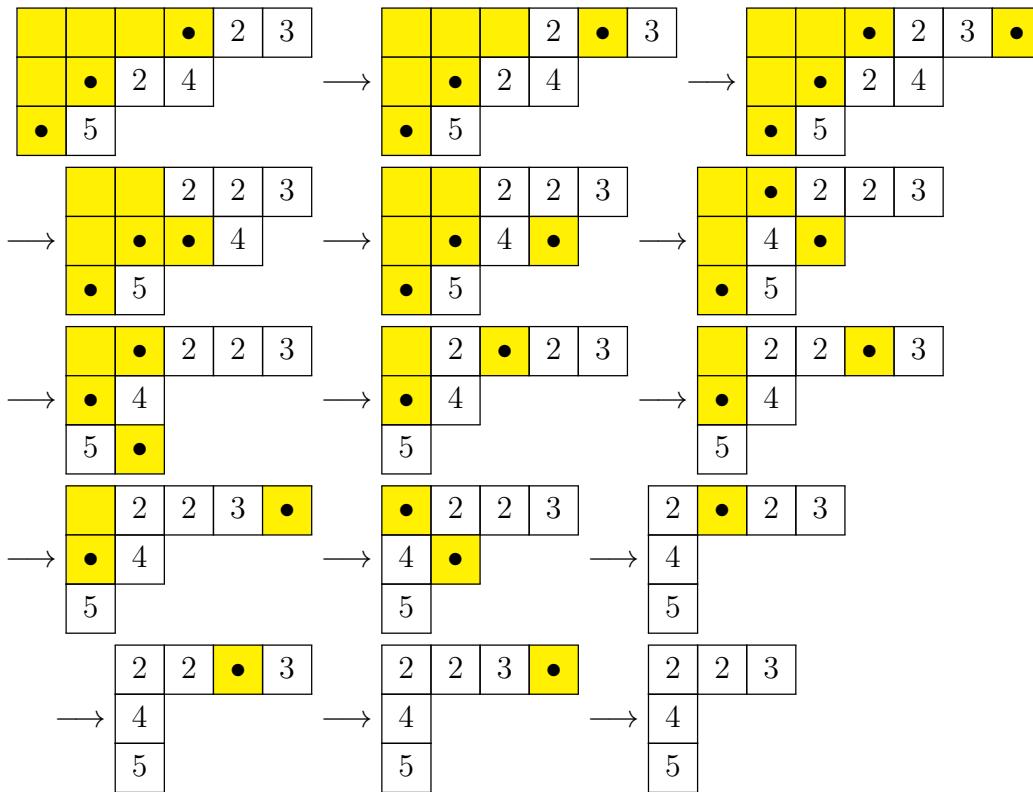 • 2 3 ⟶ 2 • 3 ⟶ • 2 3 •
• 2 4 • 2 4 • 2 4
• 5 • 5 • 5
⟶ 2 2 3 ⟶ 2 2 3 ⟶ • 2 2 3
• • 4 • 4 • 4 •
• 5 • 5 • 5
⟶ • 2 2 3 ⟶ 2 • 2 3 ⟶ 2 2 • 3
• 4 • 4 • 4
5 • 5 5
⟶ 2 2 3 • ⟶ • 2 2 3 ⟶ 2 • 2 3
• 4 4 • 4
5 5 5
⟶ 2 2 • 3 ⟶ 2 2 3 • ⟶ 2 2 3
4 4 4
5 5 5